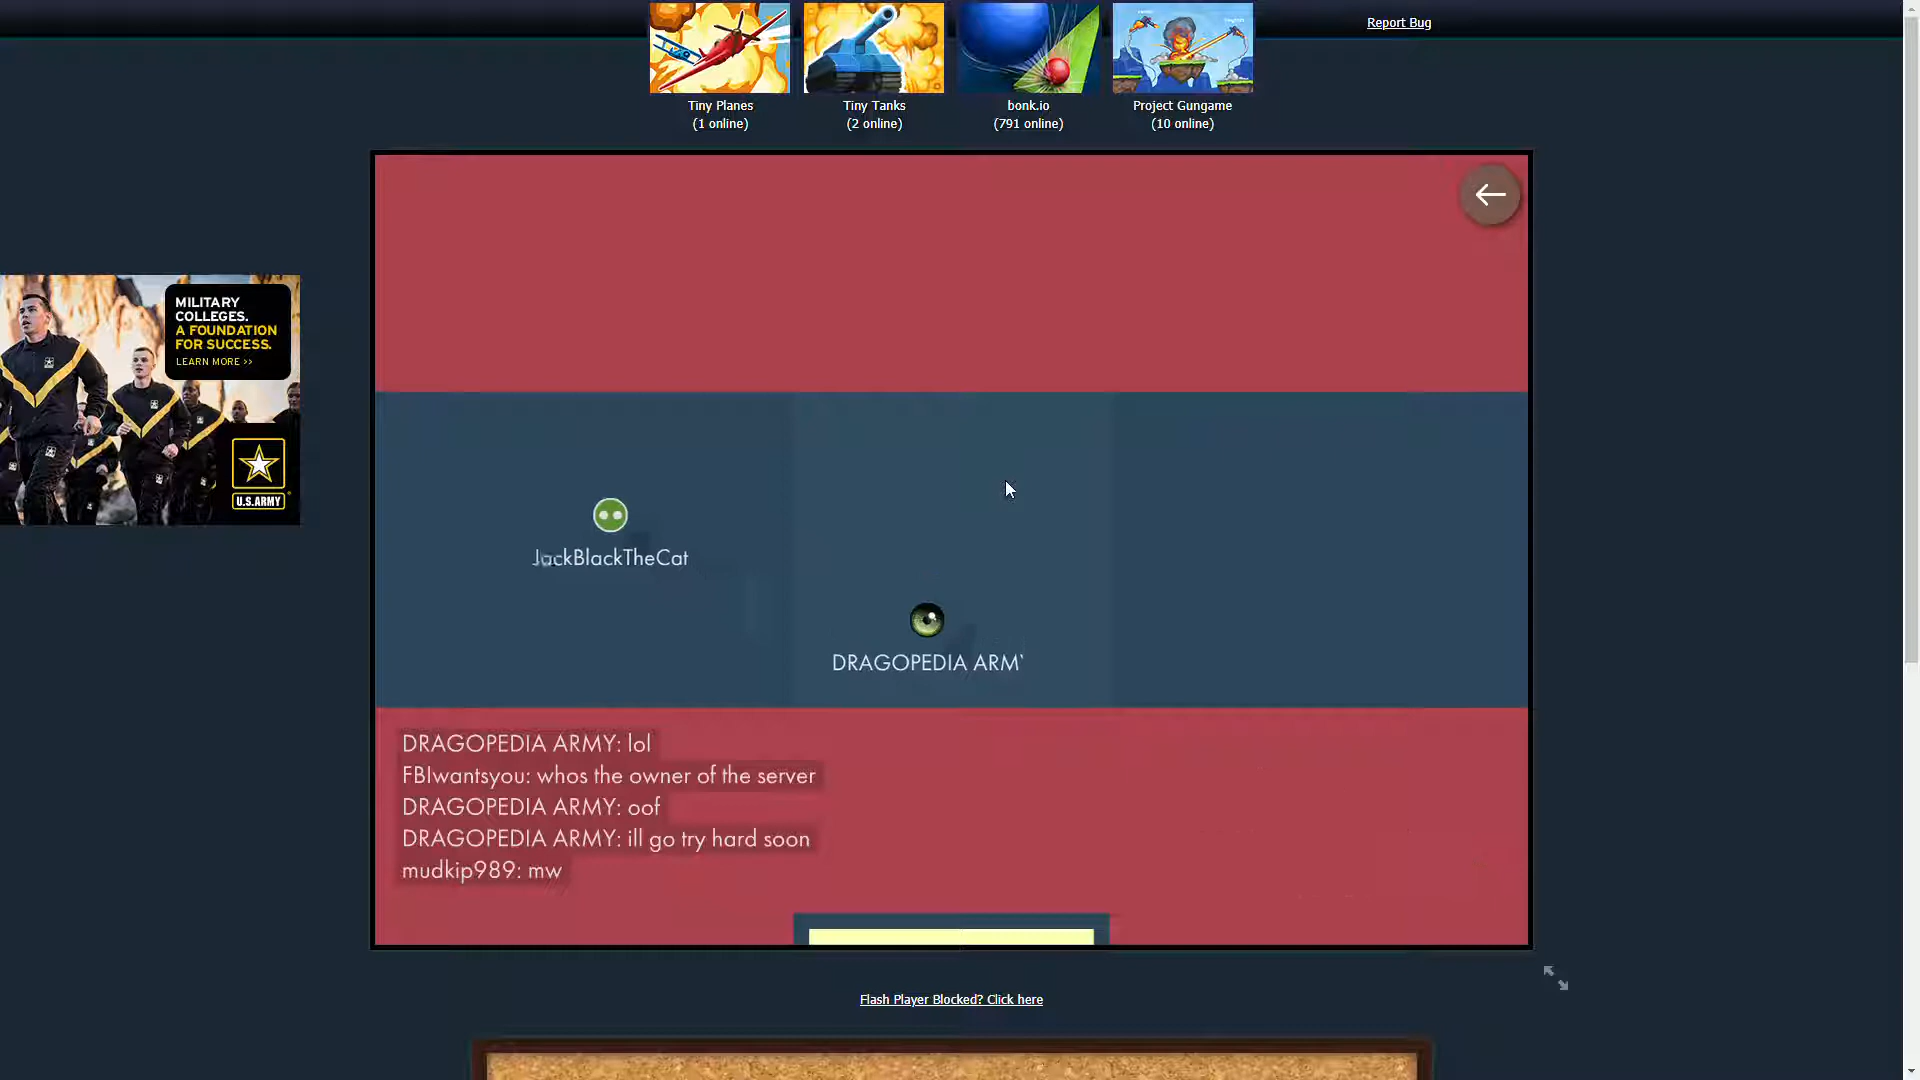 Report Bug
Tiny Planes
(1 online)
Tiny Tanks
(2 online)
bonk.io
(791 online)
Project Gungame
(10 online)
MILITARY
COLLEGES.
A FOUNDATION
FOR SUCCESS.
LEARN MORE >>
U.S.ARMY
JackBlackTheCat
DRAGOPEDIA ARM
DRAGOPEDIA ARMY: lol
FBIwantsyou: whos the owner of the server
DRAGOPEDIA ARMY: oof
DRAGOPEDIA ARMY: ill go try hard soon
mudkip989: mw
Flash Player Blocked? Click here